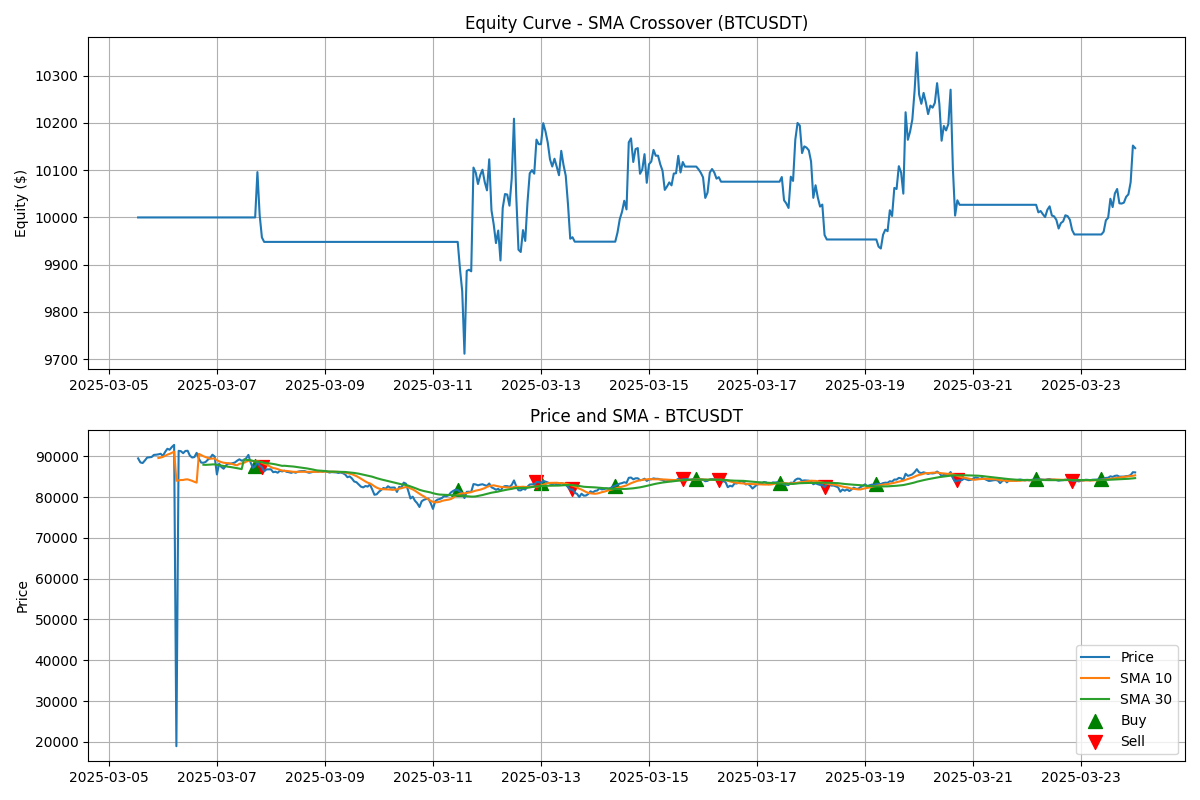 Equity Curve - SMA Crossover (BTCUSDT)
Equity ($)
10300
10200
10100
10000
9900
9800
9700
2025-03-05 2025-03-07 2025-03-09 2025-03-11 2025-03-13 2025-03-15 2025-03-17 2025-03-19 2025-03-21 2025-03-23
Price and SMA - BTCUSDT
Price
90000
80000
70000
60000
50000
40000
30000
20000
Price
SMA 10
SMA 30
Buy
Sell
2025-03-05 2025-03-07 2025-03-09 2025-03-11 2025-03-13 2025-03-15 2025-03-17 2025-03-19 2025-03-21 2025-03-23